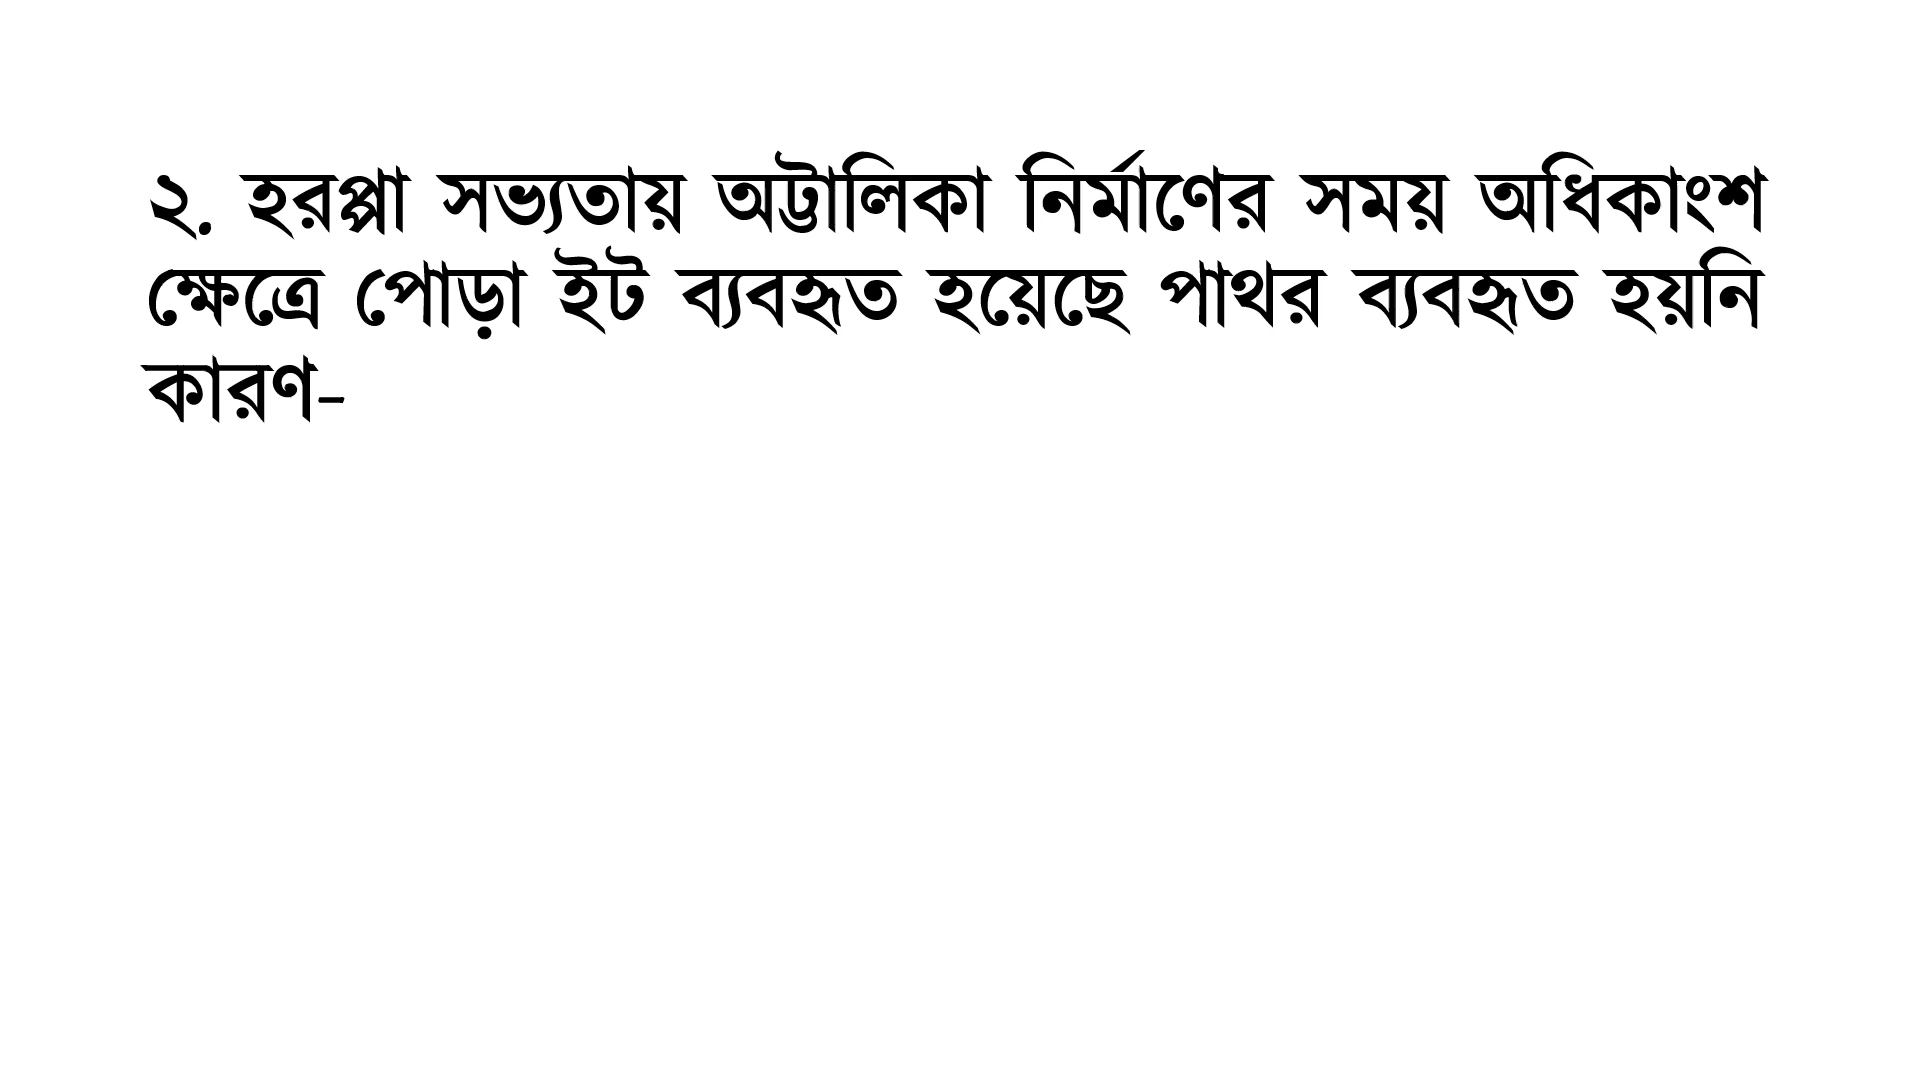 ২. হরপ্পা সভ্যতায় অট্টালিকা নির্মাণের সময় অধিকাংশ
ক্ষেত্রে পোড়া ইট ব্যবহৃত হয়েছে পাথর ব্যবহৃত হয়নি
কারণ-